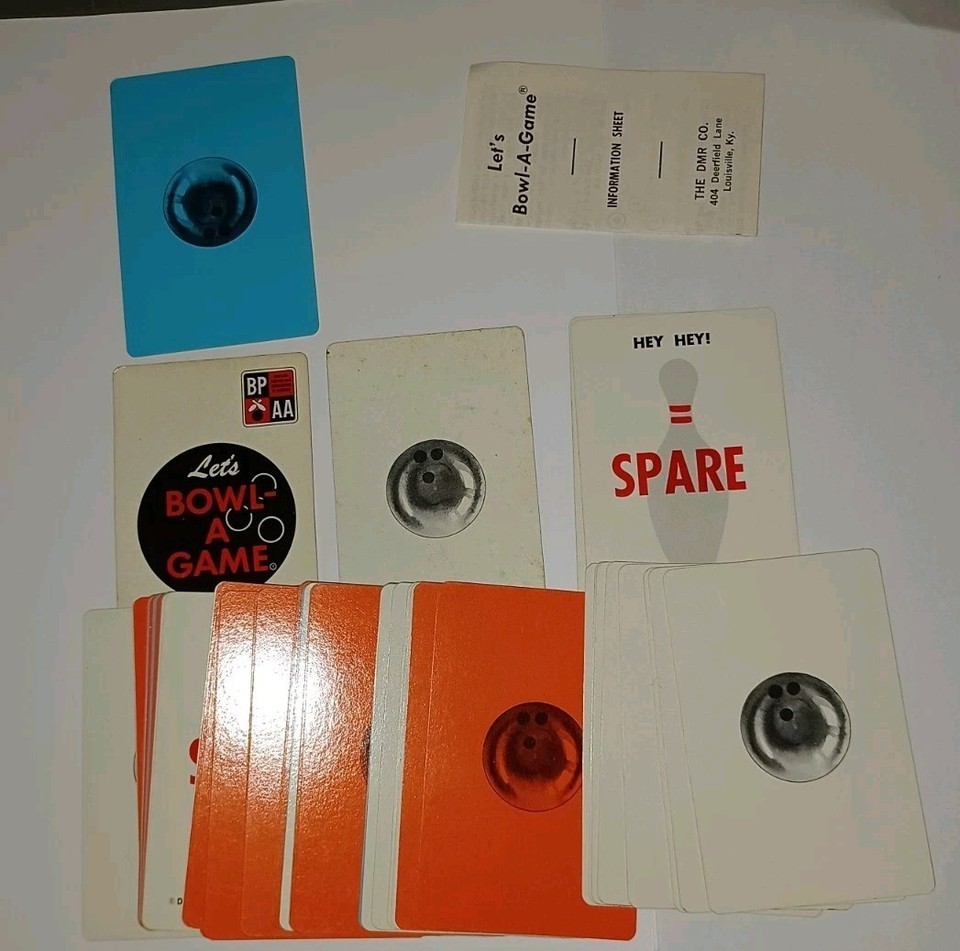 Let's
Bowl-A-Game®
INFORMATION SHEET
THE DMR CO.
404 Deerfield Lane
Louisville, Ky.
BP
AA
Let's
BOWL-
A
GAME
HEY HEY!
SPARE
S
© D